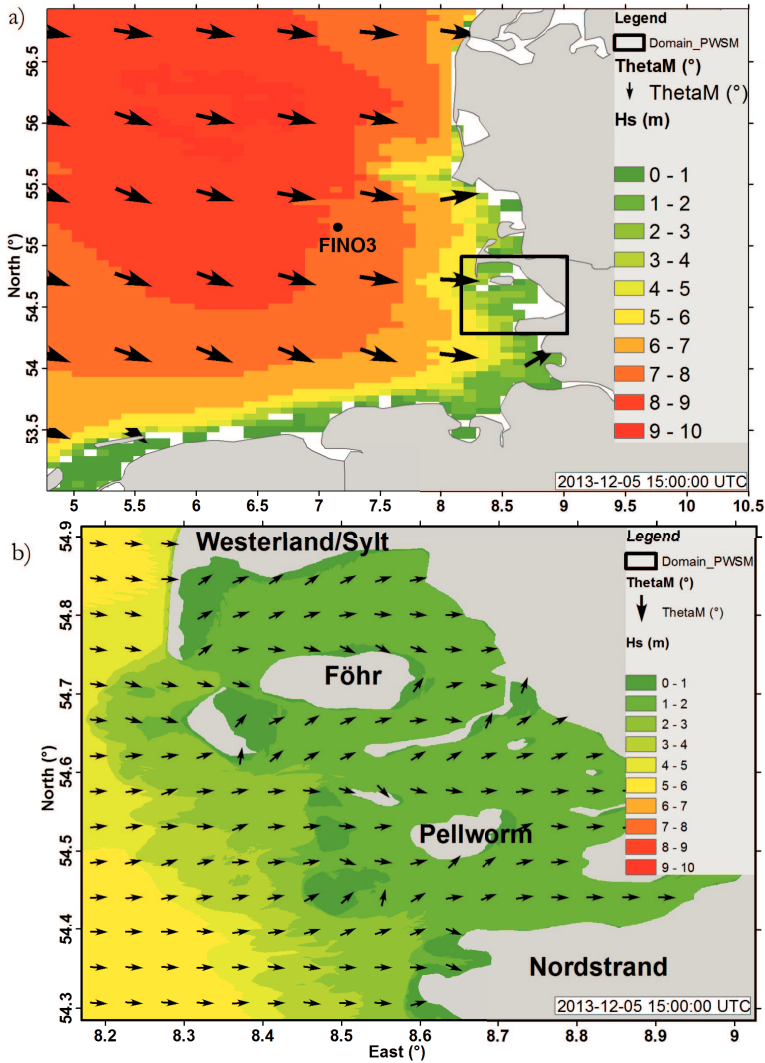 a)
Legend
Domain_PWSM
ThetaM (°)
ThetaM (°)
Hs (m)
0 - 1
1 - 2
2 - 3
3 - 4
4 - 5
5 - 6
6 - 7
7 - 8
8 - 9
9 - 10
56.5
56
55.5
55
54.5
54
53.5
North (°)
FINO3
2013-12-05 15:00:00 UTC
5 5.5 6 6.5 7 7.5 8 8.5 9 9.5 10 10.5
b)
Westerland/Sylt
Legend
Domain_PWSM
ThetaM (°)
ThetaM (°)
Hs (m)
0 - 1
1 - 2
2 - 3
3 - 4
4 - 5
5 - 6
6 - 7
7 - 8
8 - 9
9 - 10
54.9
54.8
54.7
54.6
54.5
54.4
54.3
North (°)
Föhr
Pellworm
Nordstrand
2013-12-05 15:00:00 UTC
8.2 8.3 8.4 8.5 8.6 8.7 8.8 8.9 9
East (°)